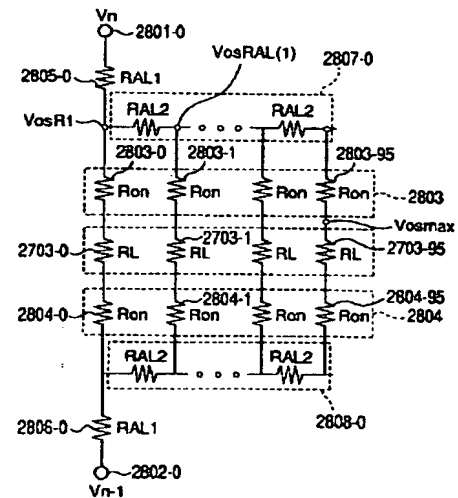 Vn
2801-0
2805-0
RAL1
VosRAL(1)
2807-0
VosR1
RAL2
RAL2
2803-0
2803-1
2803-95
Ron
Ron
Ron
Ron
2803
Vosmax
2703-0
RL
2703-1
RL
RL
RL
2703-95
2804-0
Ron
2804-1
Ron
Ron
Ron
2804-95
2804
RAL2
RAL2
2808-0
2806-0
RAL1
2802-0
Vn-1